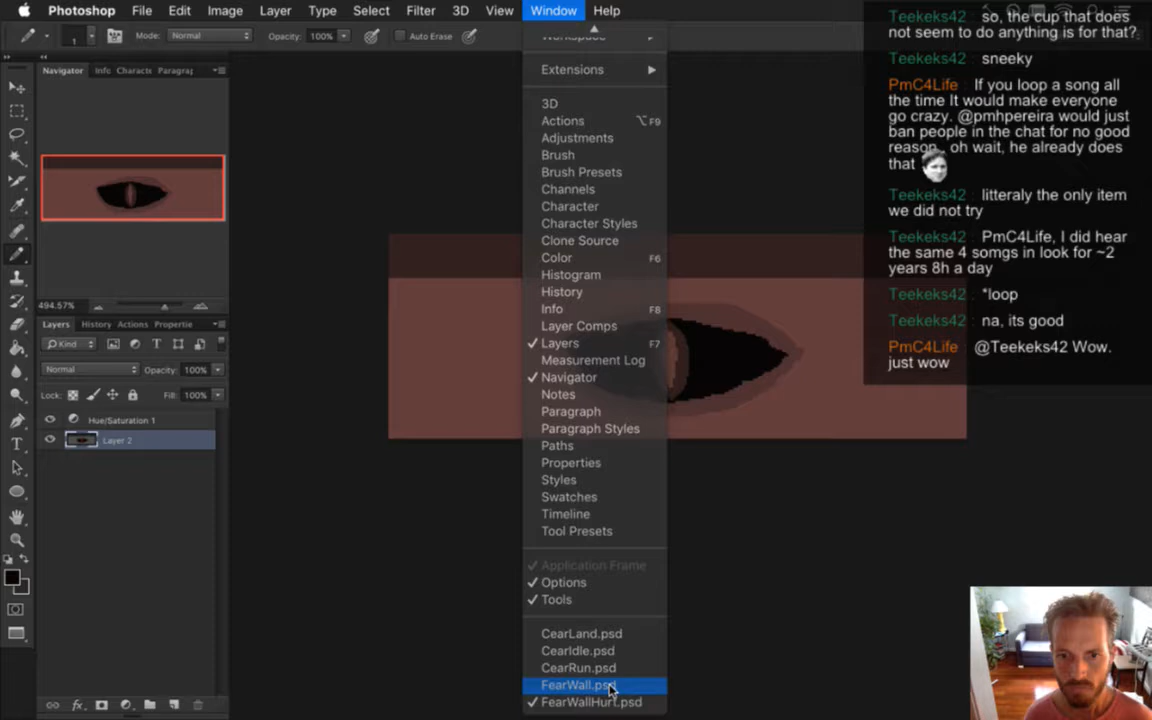 Photoshop File Edit Image Layer Type Select Filter 3D View Window Help
1 Mode: Normal Opacity: 100% Auto Erase
Navigator Info Characte Paragraj
494.57%
Layers History Actions Propertie
Kind
Normal Opacity: 100%
Lock: Fill: 100%
Hue/Saturation 1
Layer 2
Workspace
Extensions
3D
Actions ⌥F9
Adjustments
Brush
Brush Presets
Channels
Character
Character Styles
Clone Source
Color F6
Histogram
History
Info F8
Layer Comps
✓ Layers F7
Measurement Log
✓ Navigator
Notes
Paragraph
Paragraph Styles
Paths
Properties
Styles
Swatches
Timeline
Tool Presets
✓ Application Frame
✓ Options
✓ Tools
CearLand.psd
CearIdle.psd
CearRun.psd
FearWall.psd
✓ FearWallHurt.psd
Teekeks42 so, the cup that does
not seem to do anything is for that?
Teekeks42 sneeky
PmC4Life If you loop a song all
the time It would make everyone
go crazy. @pmhpereira would just
ban people in the chat for no good
reason.. oh wait, he already does
that
Teekeks42 litteraly the only item
we did not try
Teekeks42 PmC4Life, I did hear
the same 4 somgs in look for ~2
years 8h a day
Teekeks42 *loop
Teekeks42 na, its good
PmC4Life @Teekeks42 Wow.
just wow